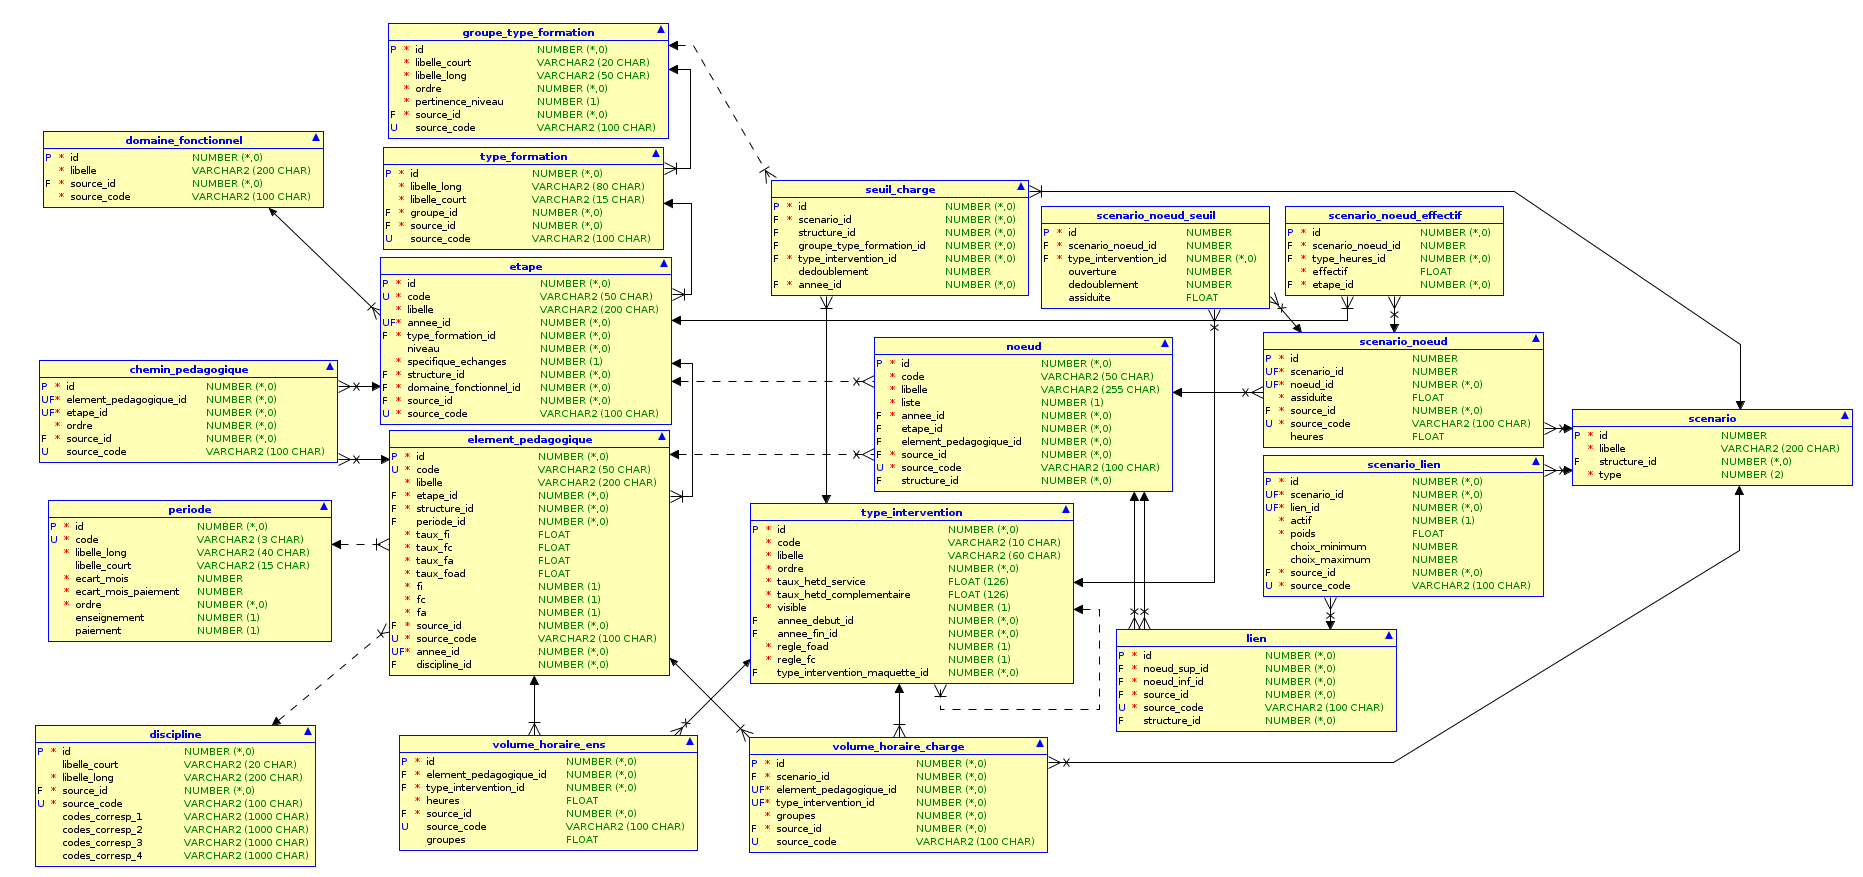 groupe_type_formation
P * id NUMBER (*,0)
* libelle_court VARCHAR2 (20 CHAR)
* libelle_long VARCHAR2 (50 CHAR)
* ordre NUMBER (*,0)
* pertinence_niveau NUMBER (1)
F * source_id NUMBER (*,0)
U source_code VARCHAR2 (100 CHAR)
domaine_fonctionnel
P * id NUMBER (*,0)
* libelle VARCHAR2 (200 CHAR)
F * source_id NUMBER (*,0)
* source_code VARCHAR2 (100 CHAR)
type_formation
P * id NUMBER (*,0)
* libelle_long VARCHAR2 (80 CHAR)
* libelle_court VARCHAR2 (15 CHAR)
F * groupe_id NUMBER (*,0)
F * source_id NUMBER (*,0)
U source_code VARCHAR2 (100 CHAR)
seuil_charge
P * id NUMBER (*,0)
F * scenario_id NUMBER (*,0)
F structure_id NUMBER (*,0)
F groupe_type_formation_id NUMBER (*,0)
F * type_intervention_id NUMBER (*,0)
dedoublement NUMBER
F * annee_id NUMBER (*,0)
scenario_noeud_seuil
P * id NUMBER
F * scenario_noeud_id NUMBER
F * type_intervention_id NUMBER (*,0)
ouverture NUMBER
dedoublement NUMBER
assiduite FLOAT
scenario_noeud_effectif
P * id NUMBER (*,0)
F * scenario_noeud_id NUMBER
F * type_heures_id NUMBER (*,0)
* effectif FLOAT
F * etape_id NUMBER (*,0)
etape
P * id NUMBER (*,0)
U * code VARCHAR2 (50 CHAR)
* libelle VARCHAR2 (200 CHAR)
UF* annee_id NUMBER (*,0)
F * type_formation_id NUMBER (*,0)
niveau NUMBER (*,0)
* specifique_echanges NUMBER (1)
F * structure_id NUMBER (*,0)
F * domaine_fonctionnel_id NUMBER (*,0)
F * source_id NUMBER (*,0)
U * source_code VARCHAR2 (100 CHAR)
noeud
P * id NUMBER (*,0)
* code VARCHAR2 (50 CHAR)
* libelle VARCHAR2 (255 CHAR)
* liste NUMBER (1)
F * annee_id NUMBER (*,0)
F etape_id NUMBER (*,0)
F element_pedagogique_id NUMBER (*,0)
F * source_id NUMBER (*,0)
U * source_code VARCHAR2 (100 CHAR)
F structure_id NUMBER (*,0)
scenario_noeud
P * id NUMBER
UF* scenario_id NUMBER
UF* noeud_id NUMBER (*,0)
* assiduite FLOAT
F * source_id NUMBER (*,0)
U * source_code VARCHAR2 (100 CHAR)
heures FLOAT
chemin_pedagogique
P * id NUMBER (*,0)
UF* element_pedagogique_id NUMBER (*,0)
UF* etape_id NUMBER (*,0)
* ordre NUMBER (*,0)
F * source_id NUMBER (*,0)
U source_code VARCHAR2 (100 CHAR)
scenario
P * id NUMBER
* libelle VARCHAR2 (200 CHAR)
F structure_id NUMBER (*,0)
* type NUMBER (2)
element_pedagogique
P * id NUMBER (*,0)
U * code VARCHAR2 (50 CHAR)
* libelle VARCHAR2 (200 CHAR)
F * etape_id NUMBER (*,0)
F * structure_id NUMBER (*,0)
F periode_id NUMBER (*,0)
* taux_fi FLOAT
* taux_fc FLOAT
* taux_fa FLOAT
* taux_foad FLOAT
* fi NUMBER (1)
* fc NUMBER (1)
* fa NUMBER (1)
F * source_id NUMBER (*,0)
U * source_code VARCHAR2 (100 CHAR)
UF* annee_id NUMBER (*,0)
F discipline_id NUMBER (*,0)
scenario_lien
P * id NUMBER (*,0)
UF* scenario_id NUMBER (*,0)
UF* lien_id NUMBER (*,0)
* actif NUMBER (1)
* poids FLOAT
choix_minimum NUMBER
choix_maximum NUMBER
F * source_id NUMBER (*,0)
U * source_code VARCHAR2 (100 CHAR)
periode
P * id NUMBER (*,0)
U * code VARCHAR2 (3 CHAR)
* libelle_long VARCHAR2 (40 CHAR)
libelle_court VARCHAR2 (15 CHAR)
* ecart_mois NUMBER
* ecart_mois_paiement NUMBER
* ordre NUMBER (*,0)
enseignement NUMBER (1)
paiement NUMBER (1)
type_intervention
P * id NUMBER (*,0)
* code VARCHAR2 (10 CHAR)
* libelle VARCHAR2 (60 CHAR)
* ordre NUMBER (*,0)
* taux_hetd_service FLOAT (126)
* taux_hetd_complementaire FLOAT (126)
* visible NUMBER (1)
F annee_debut_id NUMBER (*,0)
F annee_fin_id NUMBER (*,0)
* regle_foad NUMBER (1)
* regle_fc NUMBER (1)
F type_intervention_maquette_id NUMBER (*,0)
lien
P * id NUMBER (*,0)
F * noeud_sup_id NUMBER (*,0)
F * noeud_inf_id NUMBER (*,0)
F * source_id NUMBER (*,0)
U * source_code VARCHAR2 (100 CHAR)
F structure_id NUMBER (*,0)
discipline
P * id NUMBER (*,0)
libelle_court VARCHAR2 (20 CHAR)
* libelle_long VARCHAR2 (200 CHAR)
F * source_id NUMBER (*,0)
U * source_code VARCHAR2 (100 CHAR)
codes_corresp_1 VARCHAR2 (1000 CHAR)
codes_corresp_2 VARCHAR2 (1000 CHAR)
codes_corresp_3 VARCHAR2 (1000 CHAR)
codes_corresp_4 VARCHAR2 (1000 CHAR)
volume_horaire_ens
P * id NUMBER (*,0)
F * element_pedagogique_id NUMBER (*,0)
F * type_intervention_id NUMBER (*,0)
* heures FLOAT
F * source_id NUMBER (*,0)
U source_code VARCHAR2 (100 CHAR)
groupes FLOAT
volume_horaire_charge
P * id NUMBER (*,0)
F * scenario_id NUMBER (*,0)
UF* element_pedagogique_id NUMBER (*,0)
UF* type_intervention_id NUMBER (*,0)
* groupes NUMBER (*,0)
F * source_id NUMBER (*,0)
U source_code VARCHAR2 (100 CHAR)